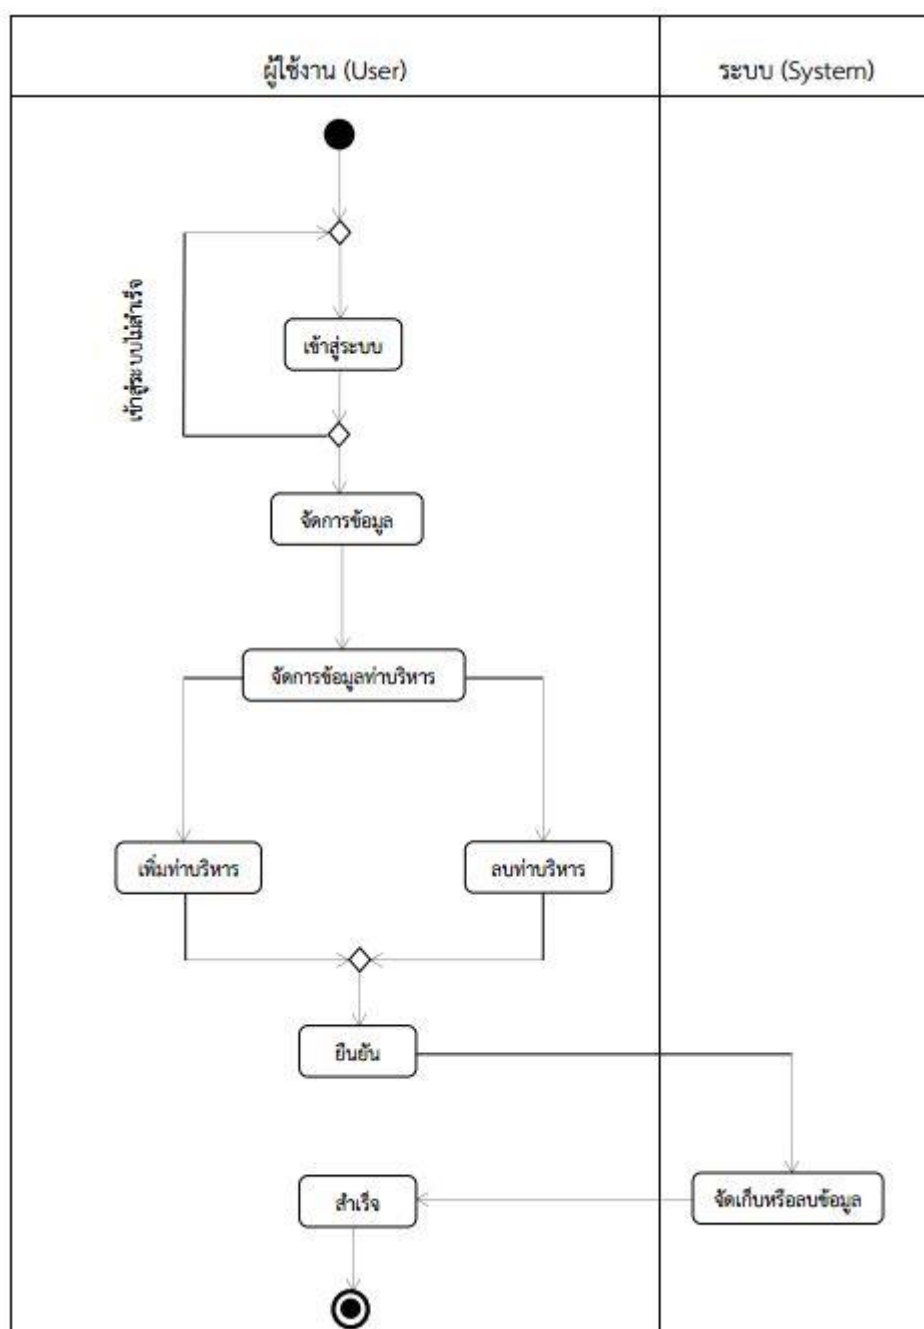 ผู้ใช้งาน (User)
ระบบ (System)
เข้าสู่ระบบไม่สำเร็จ
เข้าสู่ระบบ
จัดการข้อมูล
จัดการข้อมูลท่าบริหาร
เพิ่มท่าบริหาร
ลบท่าบริหาร
ยืนยัน
สำเร็จ
จัดเก็บหรือลบข้อมูล